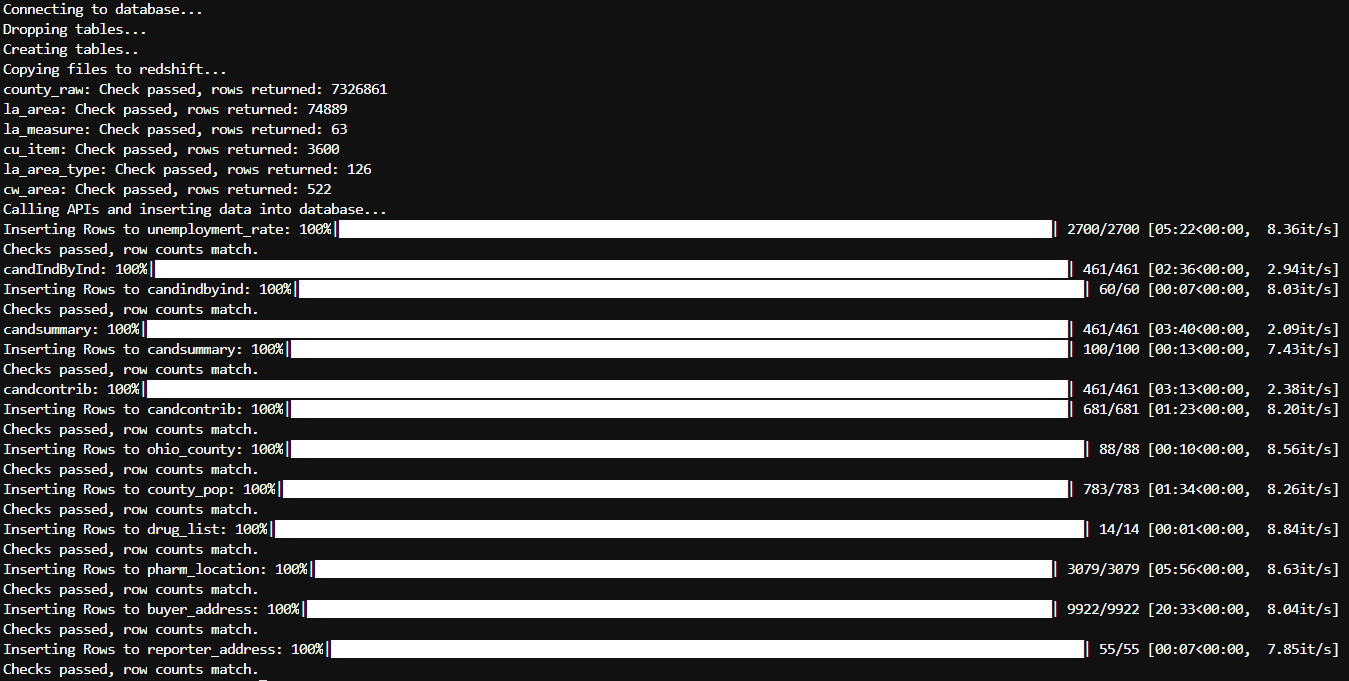 Connecting to database...
Dropping tables...
Creating tables..
Copying files to redshift...
county_raw: Check passed, rows returned: 7326861
la_area: Check passed, rows returned: 74889
la_measure: Check passed, rows returned: 63
cu_item: Check passed, rows returned: 3600
la_area_type: Check passed, rows returned: 126
cw_area: Check passed, rows returned: 522
Calling APIs and inserting data into database...
Inserting Rows to unemployment_rate: 100%| | 2700/2700 [05:22<00:00,  8.36it/s]
Checks passed, row counts match.
candIndByInd: 100%| | 461/461 [02:36<00:00,  2.94it/s]
Inserting Rows to candindbyind: 100%| | 60/60 [00:07<00:00,  8.03it/s]
Checks passed, row counts match.
candsummary: 100%| | 461/461 [03:40<00:00,  2.09it/s]
Inserting Rows to candsummary: 100%| | 100/100 [00:13<00:00,  7.43it/s]
Checks passed, row counts match.
candcontrib: 100%| | 461/461 [03:13<00:00,  2.38it/s]
Inserting Rows to candcontrib: 100%| | 681/681 [01:23<00:00,  8.20it/s]
Checks passed, row counts match.
Inserting Rows to ohio_county: 100%| | 88/88 [00:10<00:00,  8.56it/s]
Checks passed, row counts match.
Inserting Rows to county_pop: 100%| | 783/783 [01:34<00:00,  8.26it/s]
Checks passed, row counts match.
Inserting Rows to drug_list: 100%| | 14/14 [00:01<00:00,  8.84it/s]
Checks passed, row counts match.
Inserting Rows to pharm_location: 100%| | 3079/3079 [05:56<00:00,  8.63it/s]
Checks passed, row counts match.
Inserting Rows to buyer_address: 100%| | 9922/9922 [20:33<00:00,  8.04it/s]
Checks passed, row counts match.
Inserting Rows to reporter_address: 100%| | 55/55 [00:07<00:00,  7.85it/s]
Checks passed, row counts match.